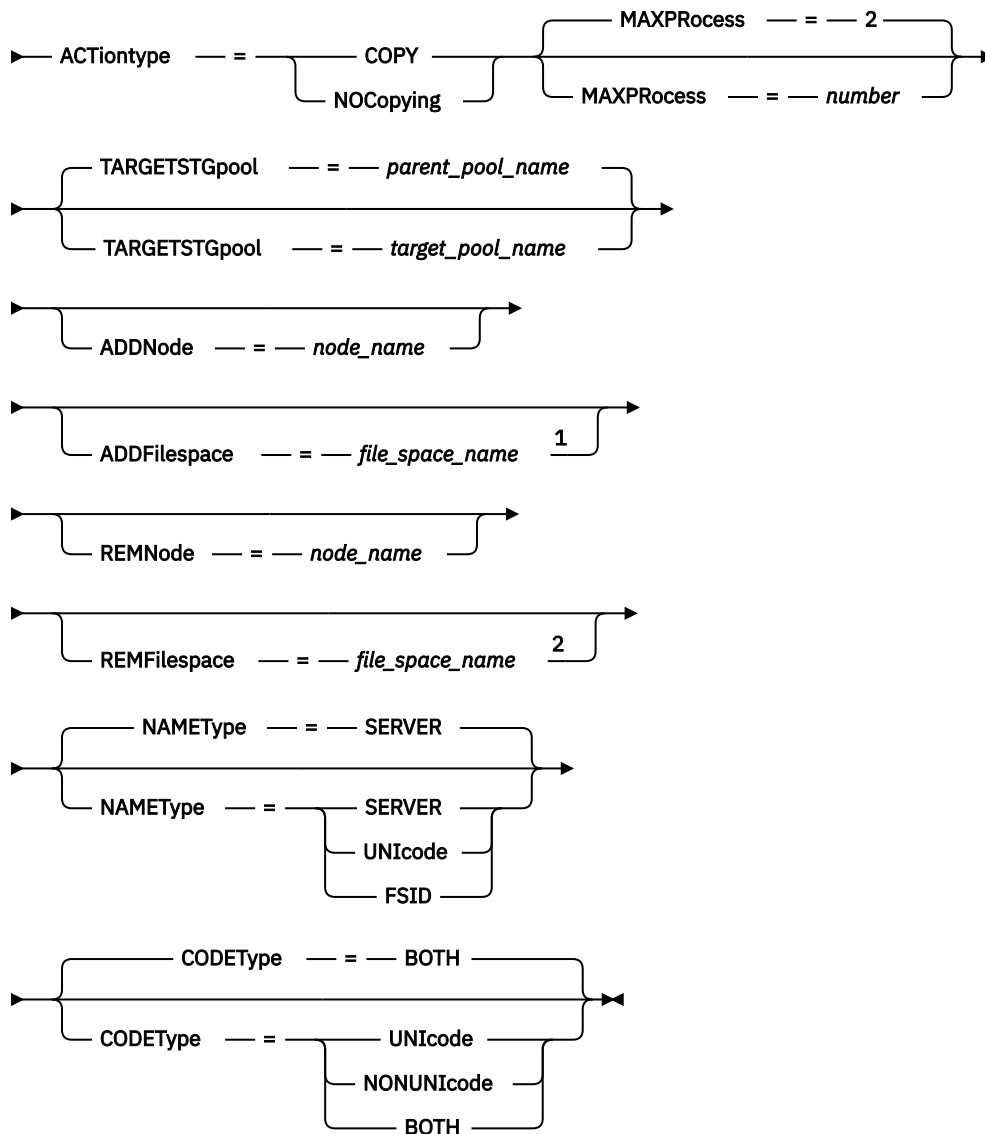 MAXPRocess = 2
ACTiontype = COPY
NOCopying
MAXPRocess = number
TARGETSTGpool = parent_pool_name
TARGETSTGpool = target_pool_name
ADDNode = node_name
ADDFilespace = file_space_name 1
REMNode = node_name
REMFilespace = file_space_name 2
NAMEType = SERVER
NAMEType = SERVER
UNIcode
FSID
CODEType = BOTH
CODEType = UNIcode
NONUNIcode
BOTH